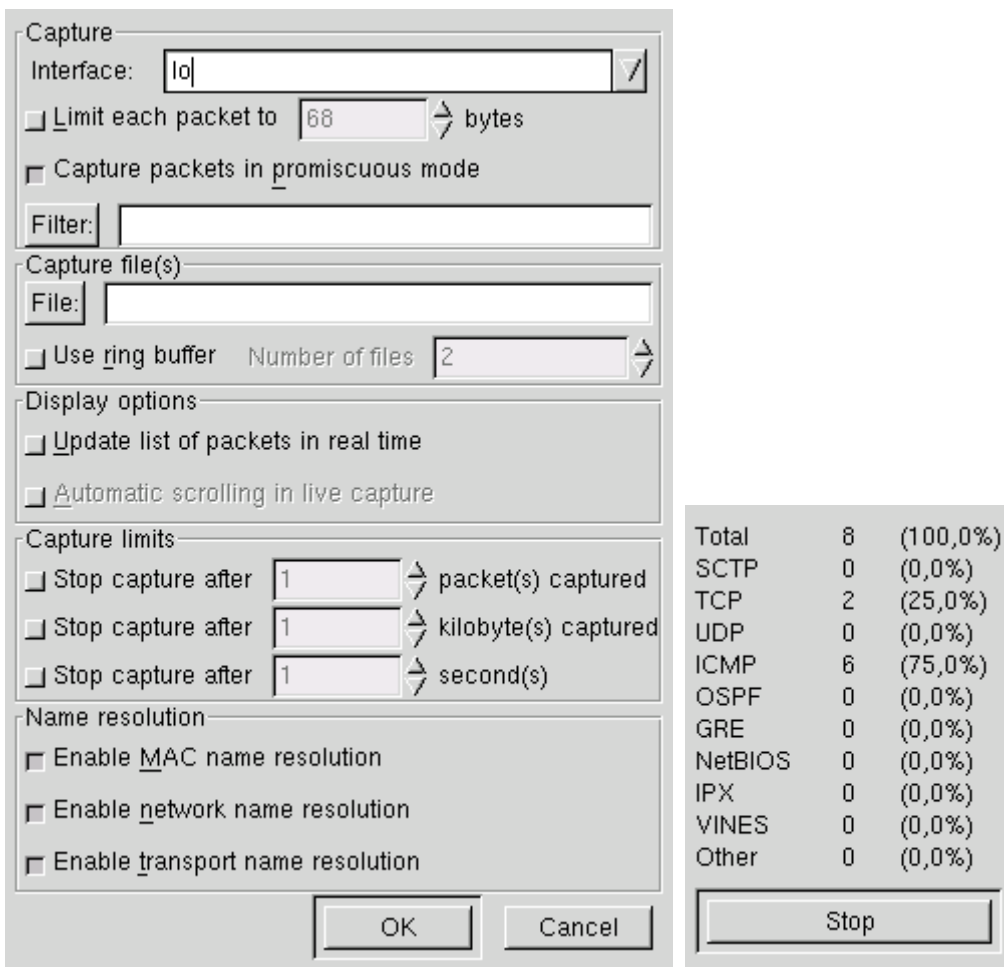 Capture
Interface: lo
Limit each packet to 68 bytes
Capture packets in promiscuous mode
Filter:
Capture file(s)
File:
Use ring buffer Number of files 2
Display options
Update list of packets in real time
Automatic scrolling in live capture
Capture limits
Stop capture after 1 packet(s) captured
Stop capture after 1 kilobyte(s) captured
Stop capture after 1 second(s)
Name resolution
Enable MAC name resolution
Enable network name resolution
Enable transport name resolution
OK Cancel
Total 8 (100,0%)
SCTP 0 (0,0%)
TCP 2 (25,0%)
UDP 0 (0,0%)
ICMP 6 (75,0%)
OSPF 0 (0,0%)
GRE 0 (0,0%)
NetBIOS 0 (0,0%)
IPX 0 (0,0%)
VINES 0 (0,0%)
Other 0 (0,0%)
Stop